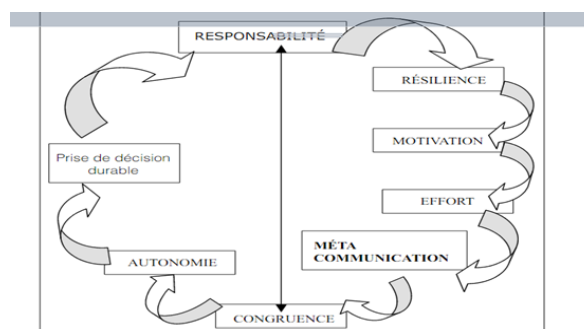 RESPONSABILITÉ
RÉSILIENCE
MOTIVATION
EFFORT
MÉTA
COMMUNICATION
CONGRUENCE
AUTONOMIE
Prise de décision
durable